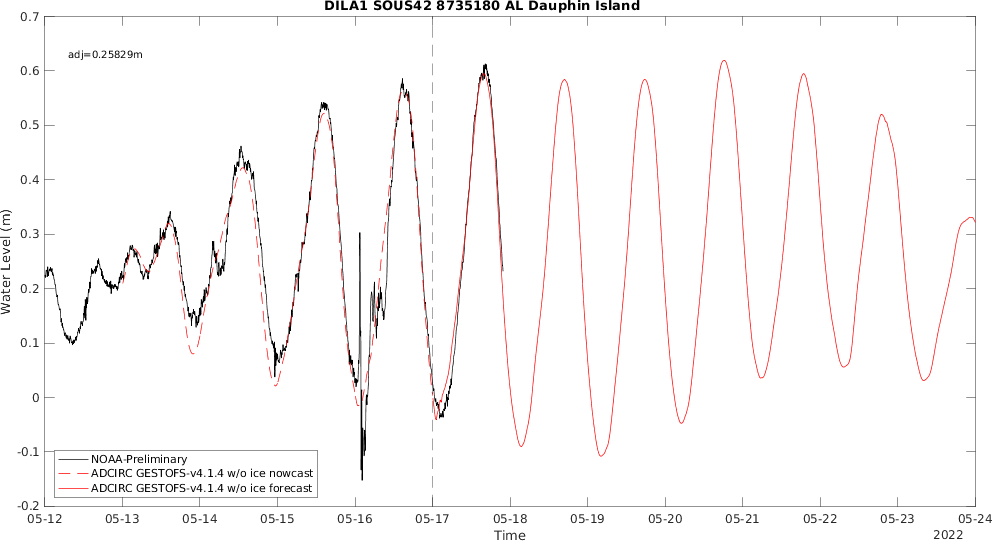 DILA1 SOUS42 8735180 AL Dauphin Island
adj=0.25829m
Water Level (m)
0.7
0.6
0.5
0.4
0.3
0.2
0.1
0
-0.1
-0.2
NOAA-Preliminary
ADCIRC GESTOFS-v4.1.4 w/o ice nowcast
ADCIRC GESTOFS-v4.1.4 w/o ice forecast
05-12 05-13 05-14 05-15 05-16 05-17 05-18 05-19 05-20 05-21 05-22 05-23 05-24
Time
2022